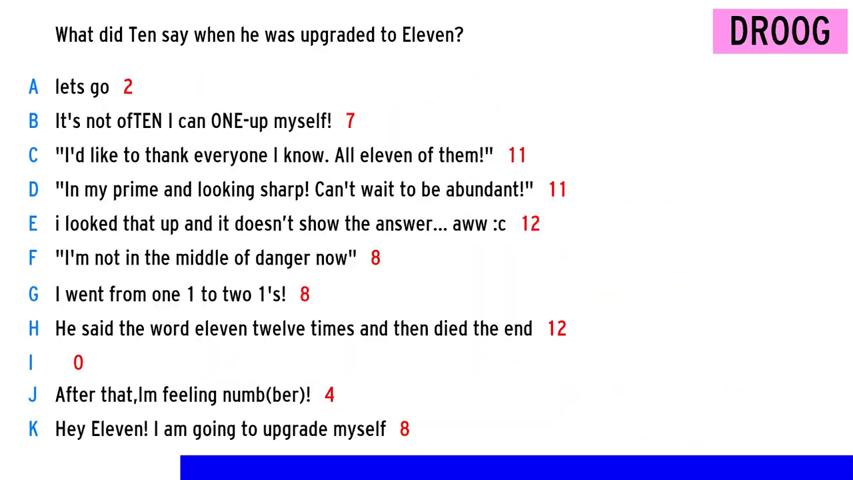 What did Ten say when he was upgraded to Eleven?
DROOG
A lets go 2
B It's not ofTEN I can ONE-up myself! 7
C "I'd like to thank everyone I know. All eleven of them!" 11
D "In my prime and looking sharp! Can't wait to be abundant!" 11
E i looked that up and it doesn't show the answer... aww :c 12
F "I'm not in the middle of danger now" 8
G I went from one 1 to two 1's! 8
H He said the word eleven twelve times and then died the end 12
I 0
J After that,Im feeling numb(ber)! 4
K Hey Eleven! I am going to upgrade myself 8